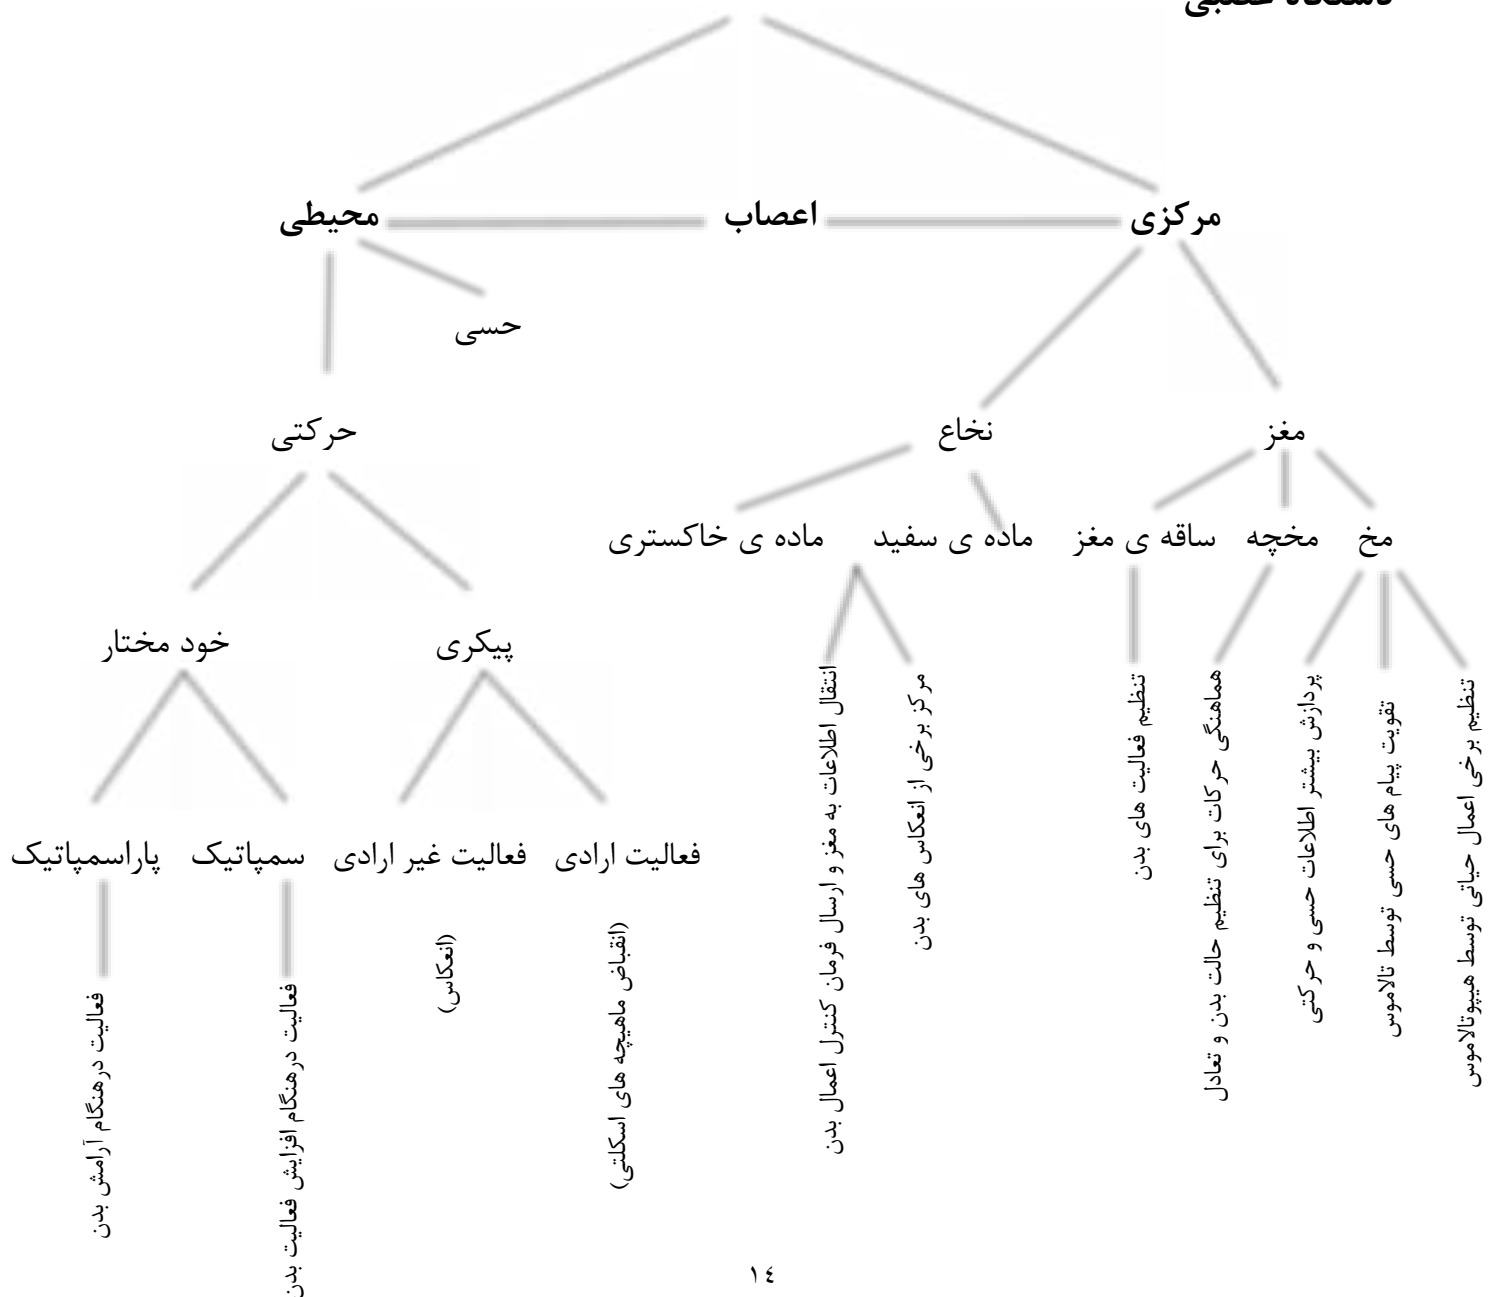 دستگاه عصبی
مرکزی
اعصاب
محیطی
حسی
مغز
نخاع
حرکتی
مخ
مخچه
ساقه ی مغز
ماده ی سفید
ماده ی خاکستری
پیکری
خود مختار
تنظیم برخی اعمال حیاتی توسط هیپوتالاموس
تقویت پیام های حسی توسط تالاموس
پردازش بیشتر اطلاعات حسی و حرکتی
هماهنگی حرکات برای تنظیم حالت بدن و تعادل
تنظیم فعالیت های بدن
مرکز برخی از انعکاس های بدن
انتقال اطلاعات به مغز و ارسال فرمان کنترل اعمال بدن
فعالیت ارادی
فعالیت غیر ارادی
سمپاتیک
پاراسمپاتیک
(انقباض ماهیچه های اسکلتی)
(انعکاس)
فعالیت درهنگام افزایش فعالیت بدن
فعالیت درهنگام آرامش بدن
١٤